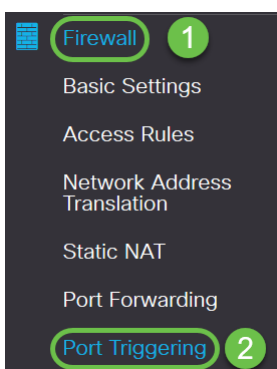 Firewall 1
Basic Settings
Access Rules
Network Address
Translation
Static NAT
Port Forwarding
Port Triggering 2